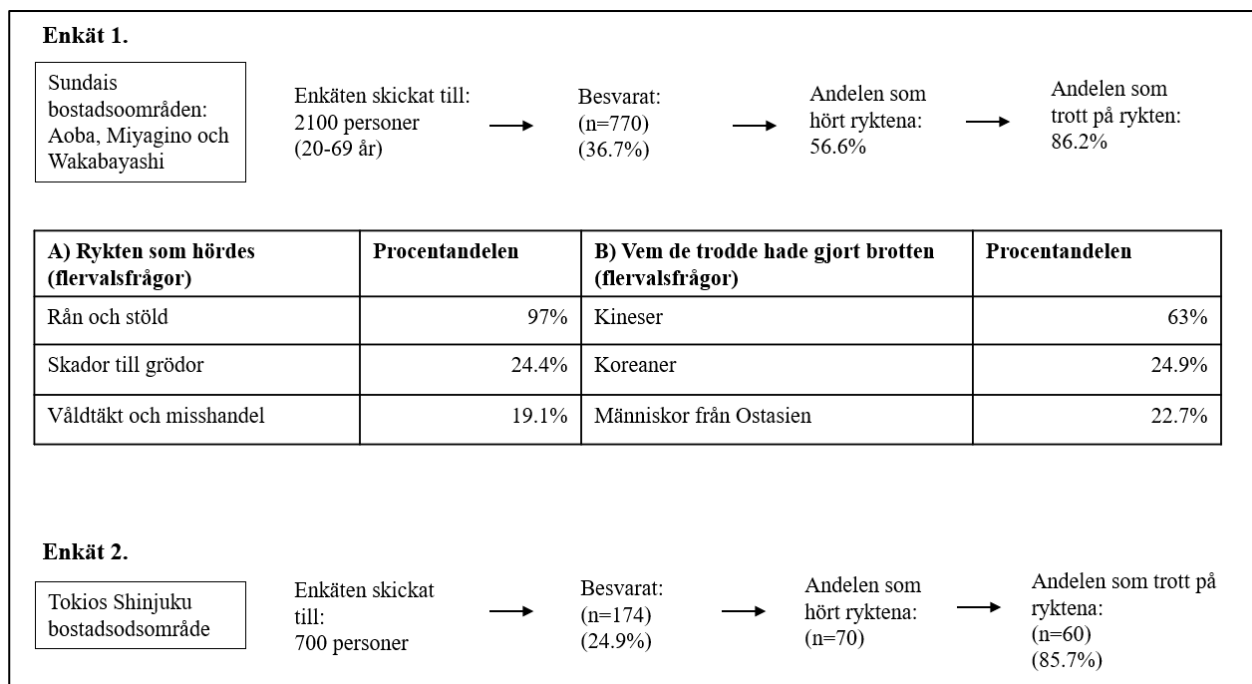 Enkät 1.
Sundais
bostadsoområden:
Aoba, Miyagino och
Wakabayashi
Enkäten skickat till:
2100 personer
(20-69 år)
Besvarat:
(n=770)
(36.7%)
Andelen som
hört ryktena:
56.6%
Andelen som
trott på rykten:
86.2%
A) Rykten som hördes
(flervalsfrågor)
Procentandelen
B) Vem de trodde hade gjort brotten
(flervalsfrågor)
Procentandelen
Rån och stöld
97%
Kineser
63%
Skador till grödor
24.4%
Koreaner
24.9%
Våldtäkt och misshandel
19.1%
Människor från Ostasien
22.7%
Enkät 2.
Tokios Shinjuku
bostadsodsområde
Enkäten skickat
till:
700 personer
Besvarat:
(n=174)
(24.9%)
Andelen som
hört ryktena:
(n=70)
Andelen som trott på
ryktena:
(n=60)
(85.7%)